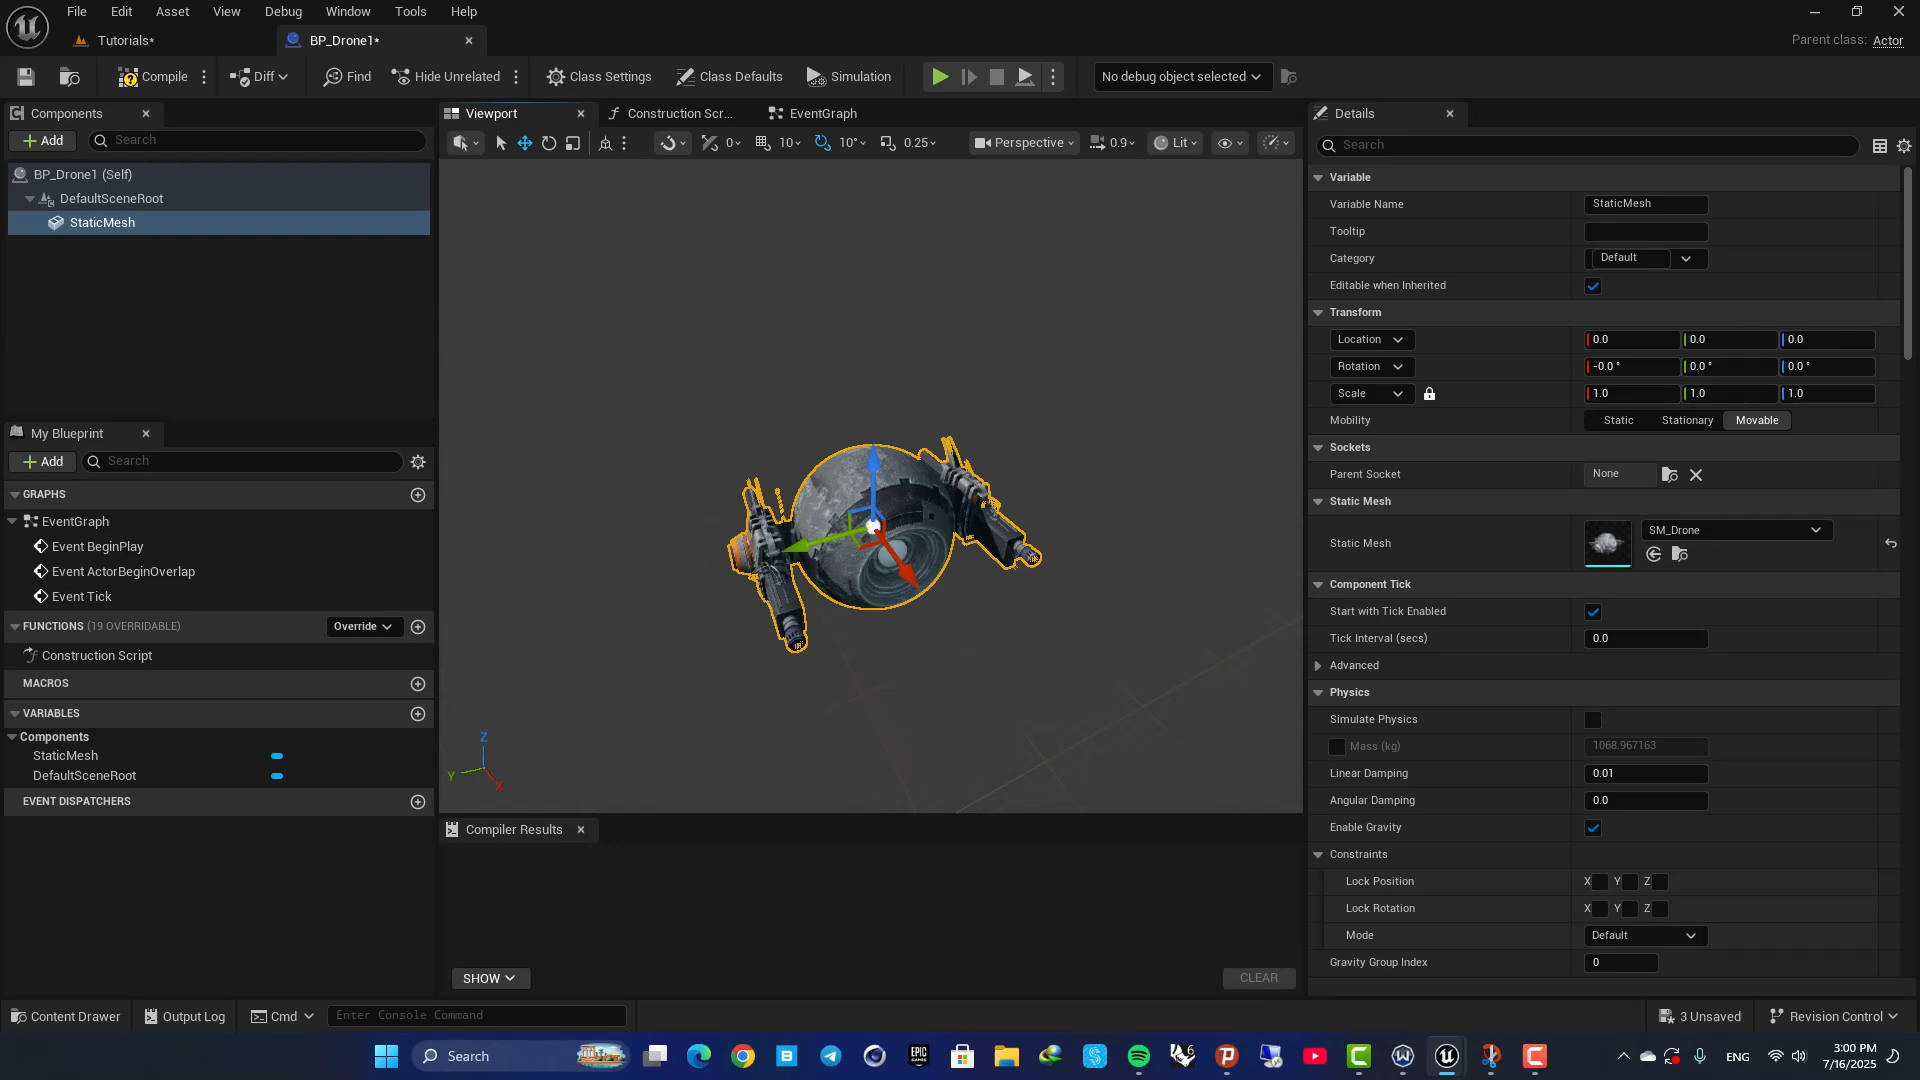 File Edit Asset View Window Debug Window Tools Help
Tutorials*
BP_Drone1*
Parent class: Actor
Compile
Diff
Find
Hide Unrelated
Class Settings
Class Defaults
Simulation
No debug object selected
Components
Add
Search
BP_Drone1 (Self)
DefaultSceneRoot
StaticMesh
My Blueprint
Add
Search
GRAPHS
EventGraph
Event BeginPlay
Event ActorBeginOverlap
Event Tick
FUNCTIONS (19 OVERRIDABLE)
Override
Construction Script
MACROS
VARIABLES
Components
StaticMesh
DefaultSceneRoot
EVENT DISPATCHERS
Viewport
Construction Scr...
EventGraph
0
10
10°
0.25
Perspective
0.9
Lit
Z
Y
X
Compiler Results
SHOW
CLEAR
Details
Search
Variable
Variable Name
StaticMesh
Tooltip
Category
Default
Editable when Inherited
Transform
Location
0.0 0.0 0.0
Rotation
-0.0 ° 0.0 ° 0.0 °
Scale
1.0 1.0 1.0
Mobility
Static Stationary Movable
Sockets
Parent Socket
None
Static Mesh
Static Mesh
SM_Drone
Component Tick
Start with Tick Enabled
Tick Interval (secs)
0.0
Advanced
Physics
Simulate Physics
Mass (kg)
1068.967163
Linear Damping
0.01
Angular Damping
0.0
Enable Gravity
Constraints
Lock Position
X Y Z
Lock Rotation
X Y Z
Mode
Default
Gravity Group Index
0
Content Drawer
Output Log
Cmd
Enter Console Command
3 Unsaved
Revision Control
Search
EPIC GAMES
ENG
3:00 PM
7/16/2025